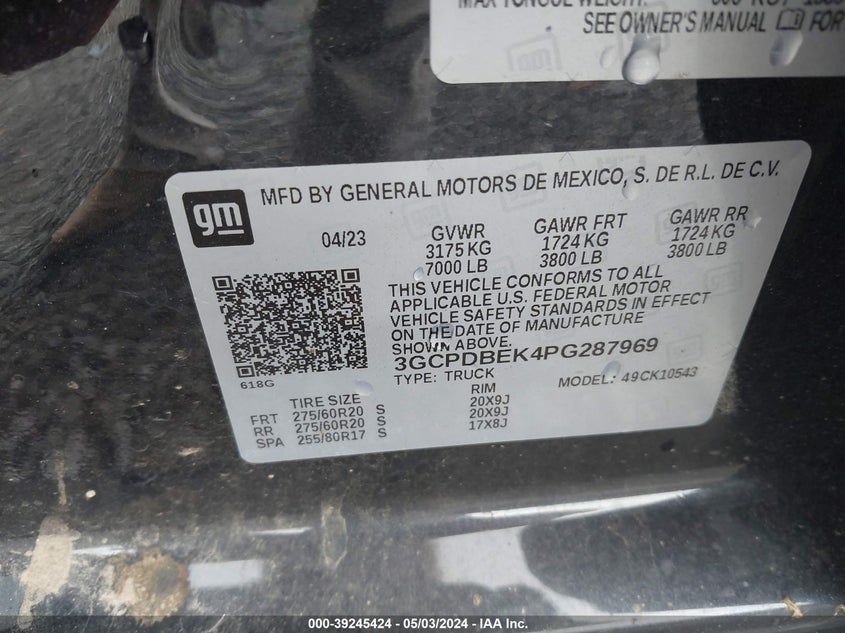 MAX TONGUE WEIGHT:
SEE OWNER'S MANUAL FOR
gm
MFD BY GENERAL MOTORS DE MEXICO, S. DE R.L. DE C.V.
04/23 GVWR GAWR FRT GAWR RR
3175 KG 1724 KG 1724 KG
7000 LB 3800 LB 3800 LB
THIS VEHICLE CONFORMS TO ALL
APPLICABLE U.S. FEDERAL MOTOR
VEHICLE SAFETY STANDARDS IN EFFECT
ON THE DATE OF MANUFACTURE
SHOWN ABOVE.
3GCPDBEK4PG287969
TYPE: TRUCK MODEL: 49CK10543
618G
TIRE SIZE RIM
FRT 275/60R20 S 20X9J
RR 275/60R20 S 20X9J
SPA 255/80R17 S 17X8J
000-39245424 - 05/03/2024 - IAA Inc.